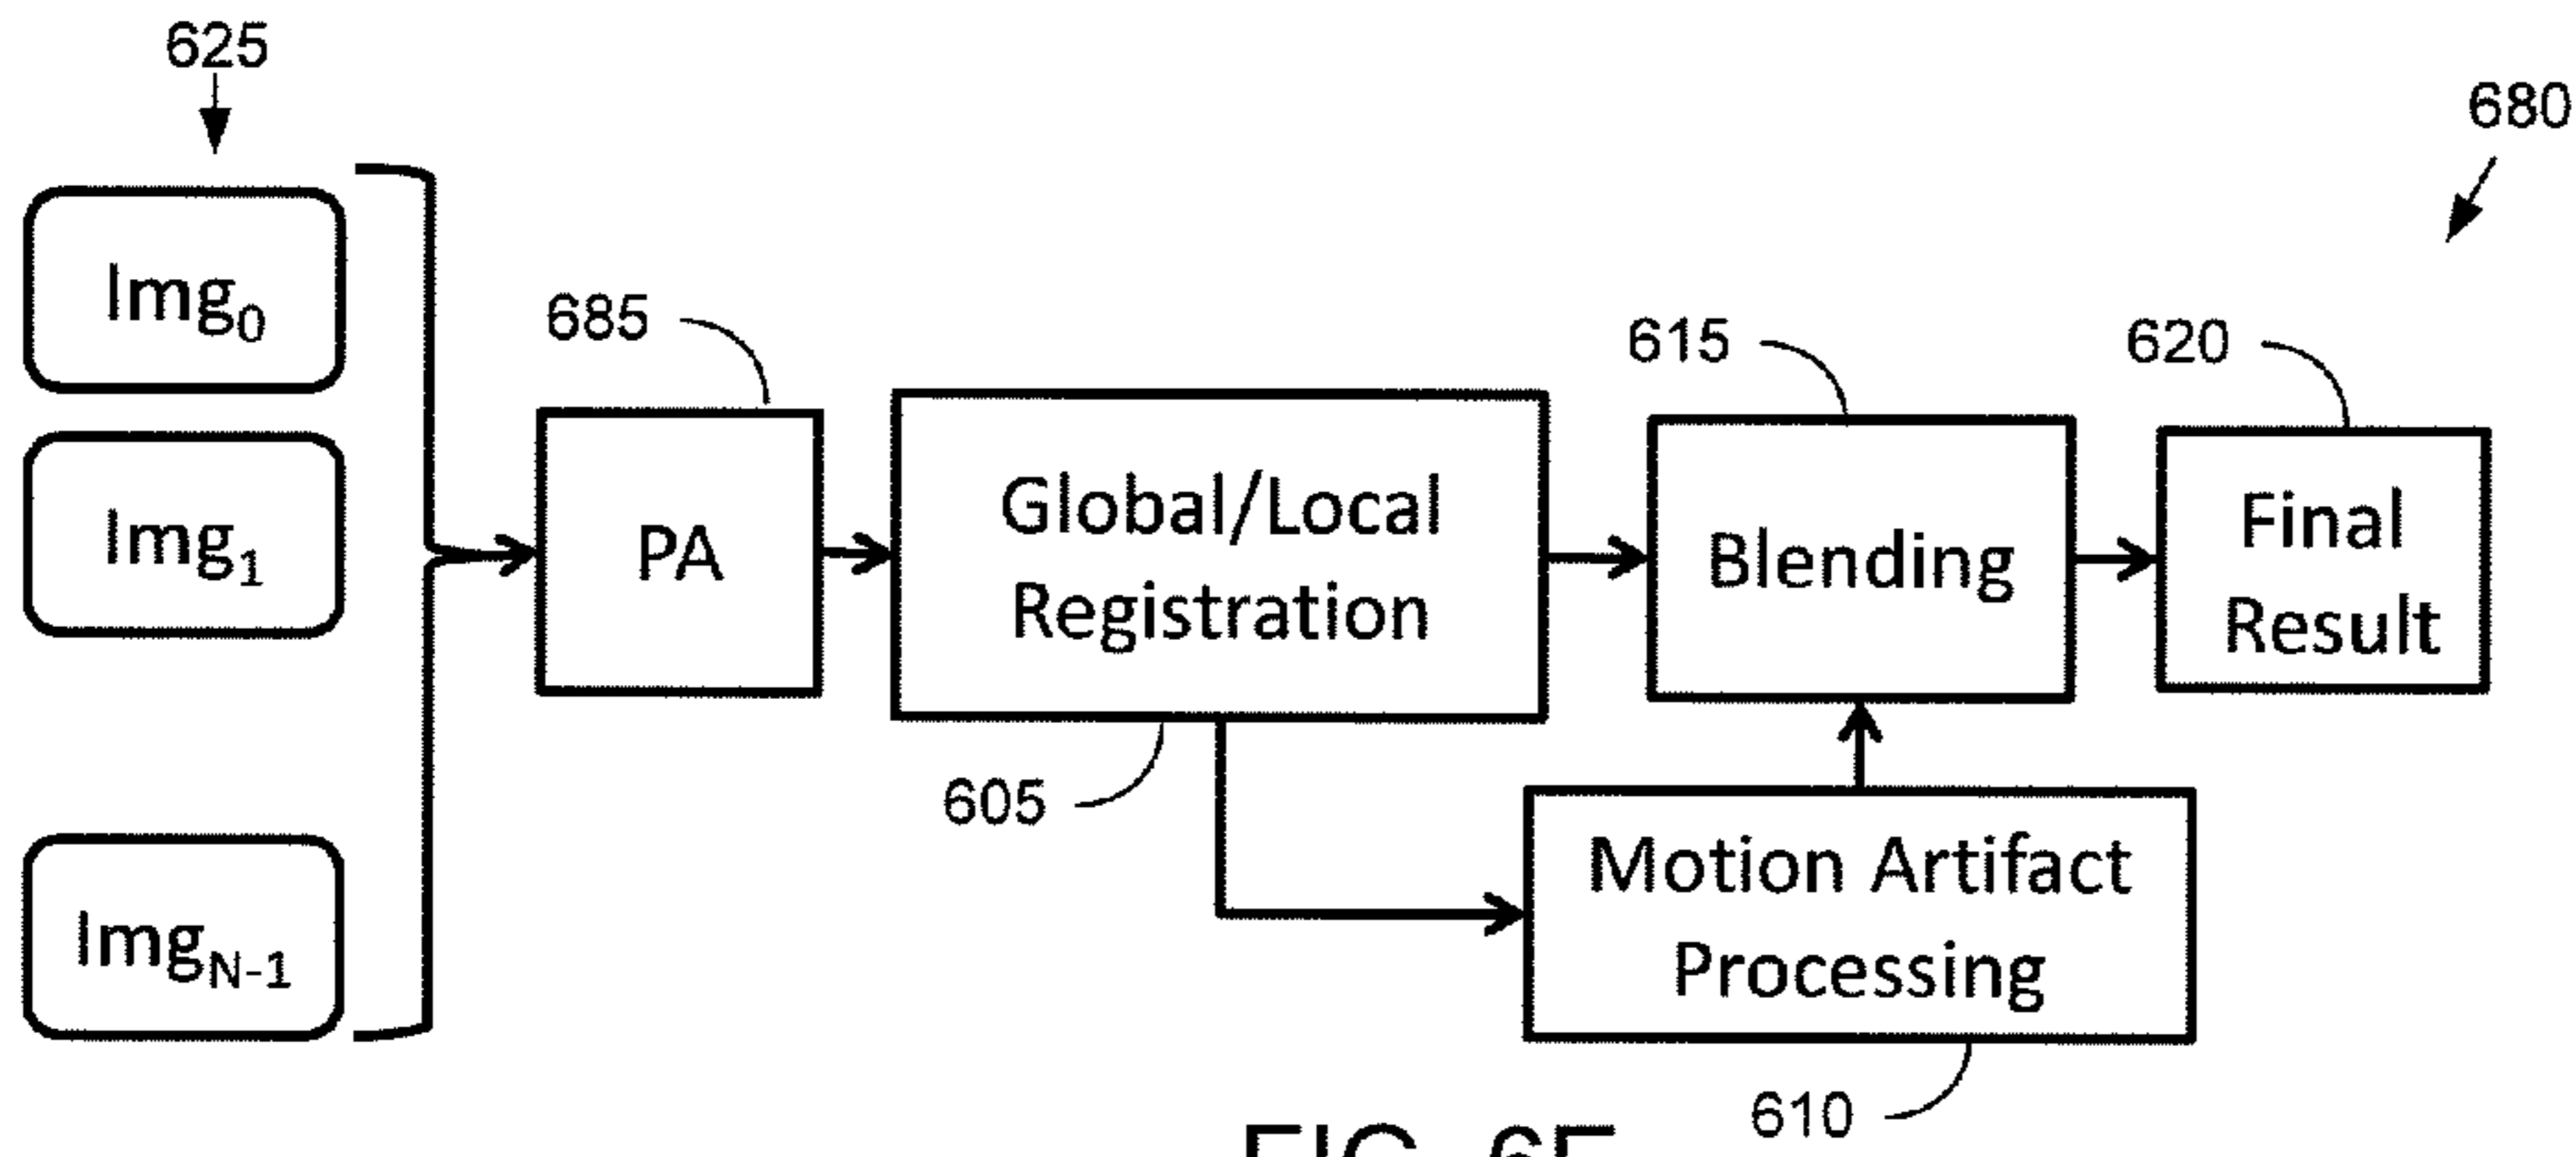 625
680
Img0
685
615
620
Img1
PA
Global/Local
Registration
Blending
Final
Result
605
ImgN-1
Motion Artifact
Processing
610